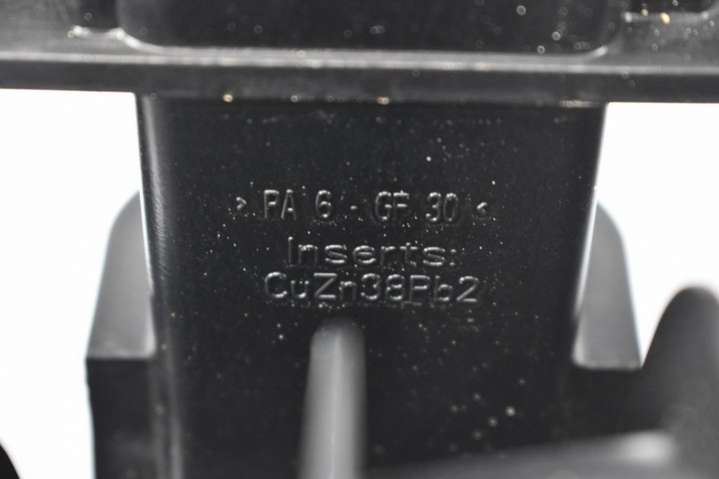 > PA 6 - GF 30 <
Inserts:
CuZn38Pb2